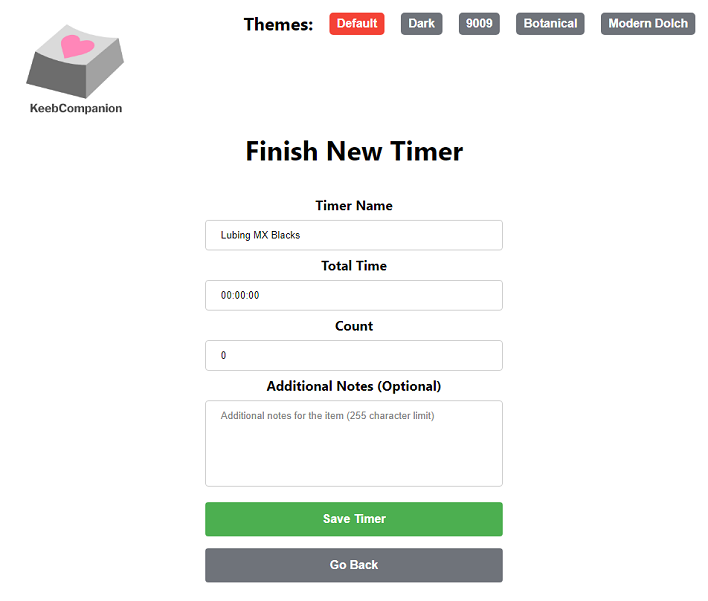 Themes: Default Dark 9009 Botanical Modern Dolch
KeebCompanion
Finish New Timer
Timer Name
Lubing MX Blacks
Total Time
00:00:00
Count
0
Additional Notes (Optional)
Additional notes for the item (255 character limit)
Save Timer
Go Back